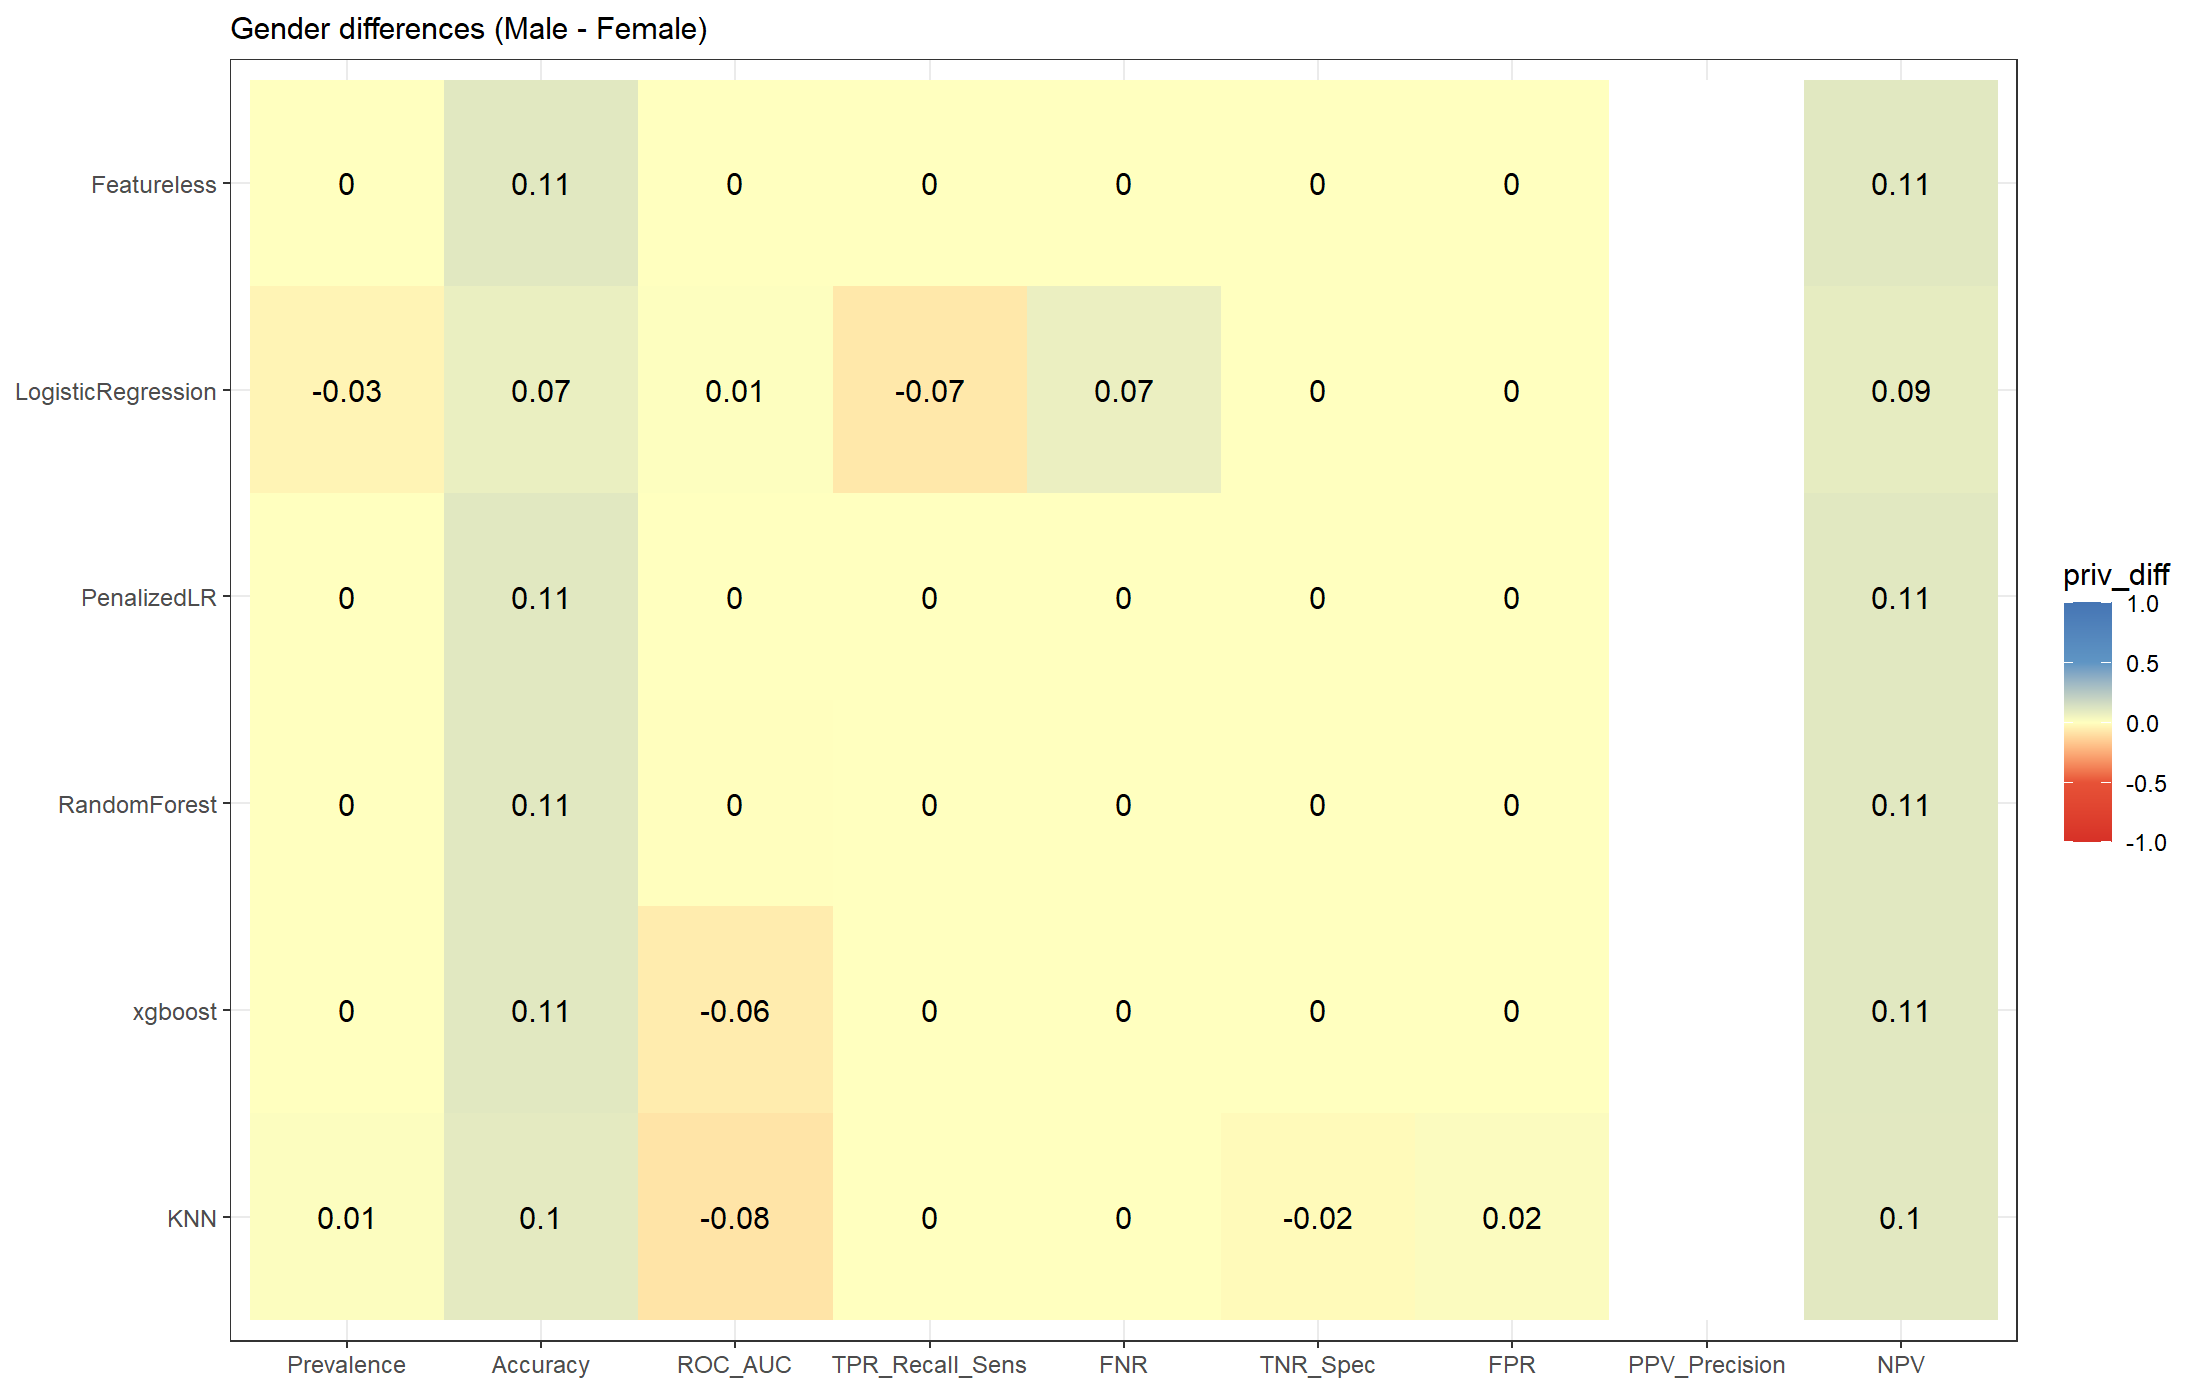 Gender differences (Male - Female)
Featureless 0 0.11 0 0 0 0 0 0.11
LogisticRegression -0.03 0.07 0.01 -0.07 0.07 0 0 0.09
PenalizedLR 0 0.11 0 0 0 0 0 0.11
RandomForest 0 0.11 0 0 0 0 0 0.11
xgboost 0 0.11 -0.06 0 0 0 0 0.11
KNN 0.01 0.1 -0.08 0 0 -0.02 0.02 0.1
Prevalence Accuracy ROC_AUC TPR_Recall_Sens FNR TNR_Spec FPR PPV_Precision NPV
priv_diff
1.0
0.5
0.0
-0.5
-1.0